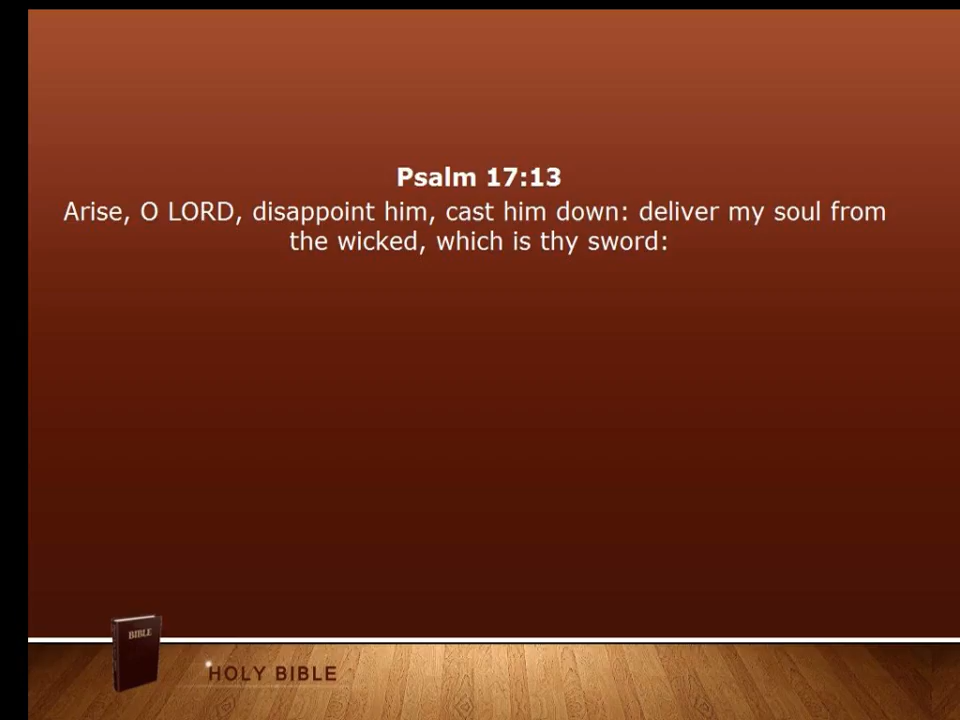 Psalm 17:13
Arise, O LORD, disappoint him, cast him down: deliver my soul from
the wicked, which is thy sword:
BIBLE
HOLY BIBLE